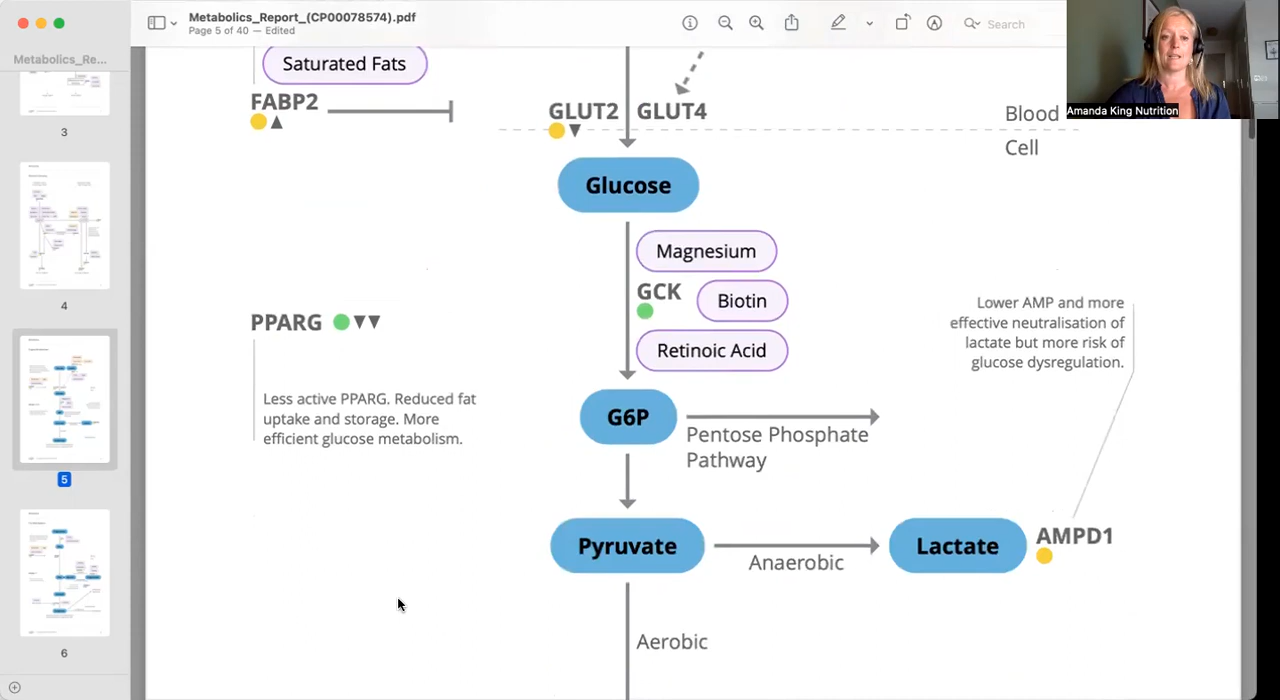 Metabolics_Report_(CP00078574).pdf
Page 5 of 40 — Edited
Search
Metabolics_Re...
3
4
5
6
Amanda King Nutrition
Saturated Fats
FABP2
GLUT2
GLUT4
Blood
Cell
Glucose
Magnesium
GCK
Biotin
Retinoic Acid
PPARG
Less active PPARG. Reduced fat
uptake and storage. More
efficient glucose metabolism.
Lower AMP and more
effective neutralisation of
lactate but more risk of
glucose dysregulation.
G6P
Pentose Phosphate
Pathway
Pyruvate
Anaerobic
Lactate
AMPD1
Aerobic